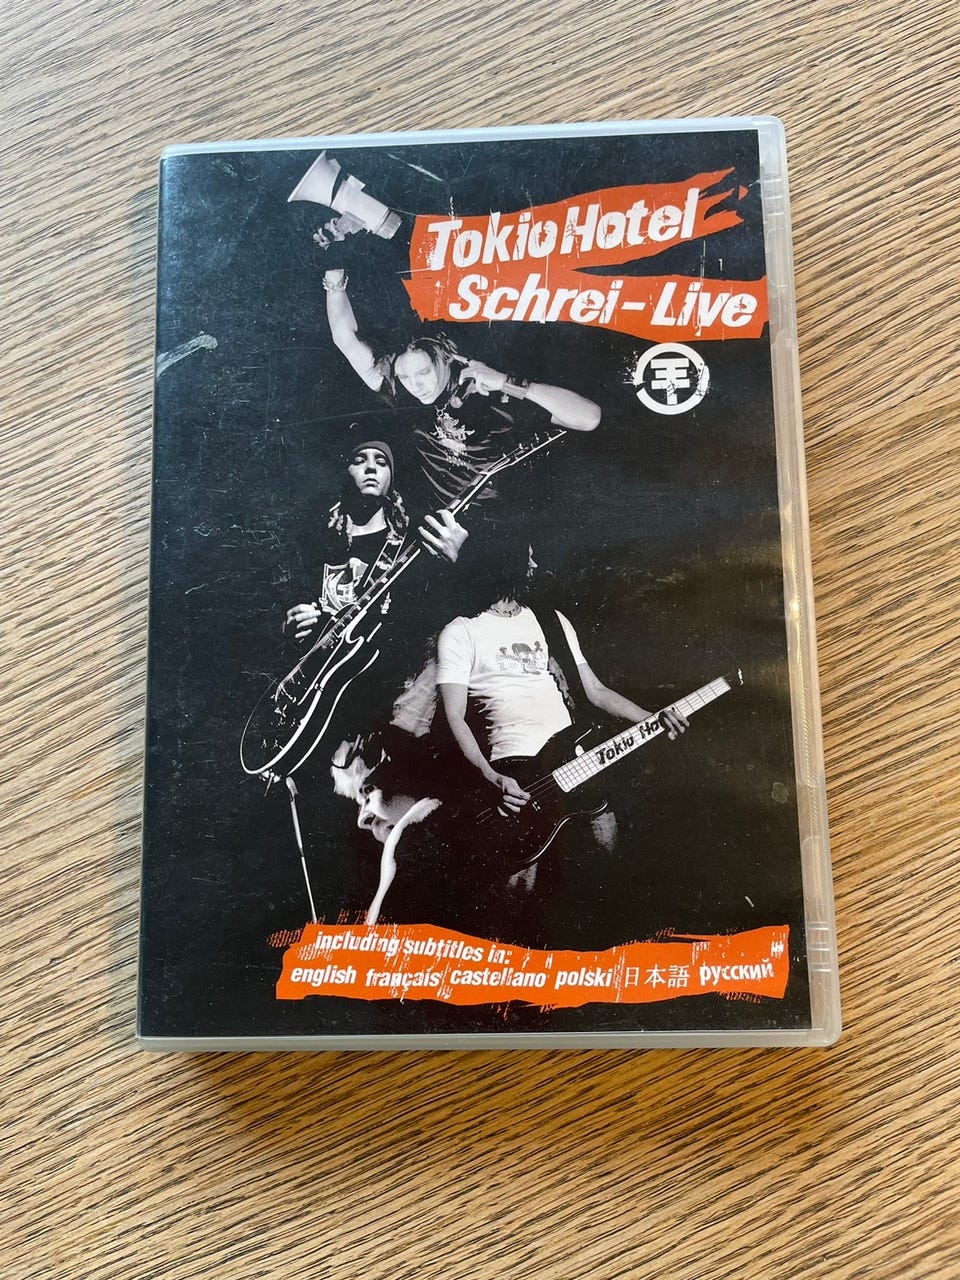 Tokio Hotel
Schrei - Live
Tokio Ho
including subtitles in:
english français castellano polski 日本語 русский